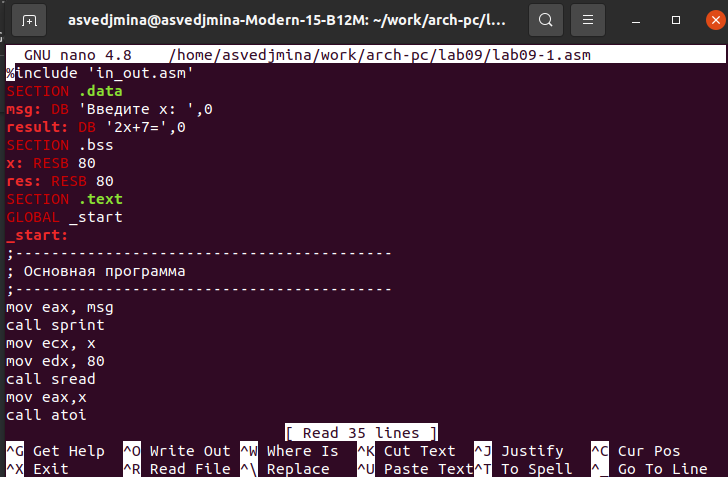 asvedjmina@asvedjmina-Modern-15-B12M: ~/work/arch-pc/l...
GNU nano 4.8 /home/asvedjmina/work/arch-pc/lab09/lab09-1.asm
%include 'in_out.asm'
SECTION .data
msg: DB 'Введите x: ',0
result: DB '2x+7=',0
SECTION .bss
x: RESB 80
res: RESB 80
SECTION .text
GLOBAL _start
_start:
;------------------------------------------
; Основная программа
;------------------------------------------
mov eax, msg
call sprint
mov ecx, x
mov edx, 80
call sread
mov eax,x
call atoi
[ Read 35 lines ]
^G Get Help ^O Write Out ^W Where Is ^K Cut Text ^J Justify ^C Cur Pos
^X Exit ^R Read File ^\ Replace ^U Paste Text ^T To Spell ^_ Go To Line